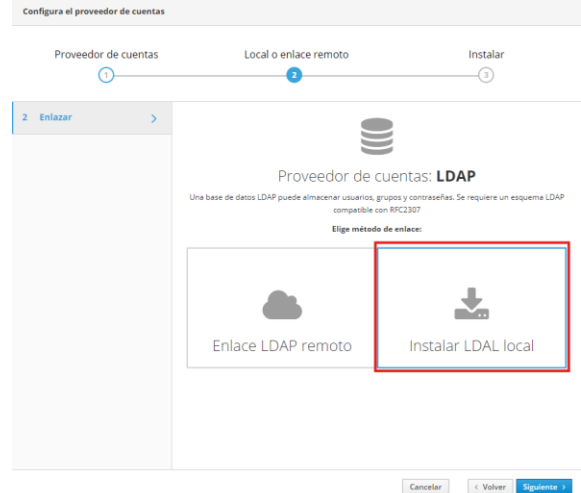 Configura el proveedor de cuentas
Proveedor de cuentas
Local o enlace remoto
Instalar
1
2
3
2 Enlazar
Proveedor de cuentas: LDAP
Una base de datos LDAP puede almacenar usuarios, grupos y contraseñas. Se requiere un esquema LDAP
compatible con RFC2307
Elige método de enlace:
Enlace LDAP remoto
Instalar LDAL local
Cancelar
< Volver
Siguiente >